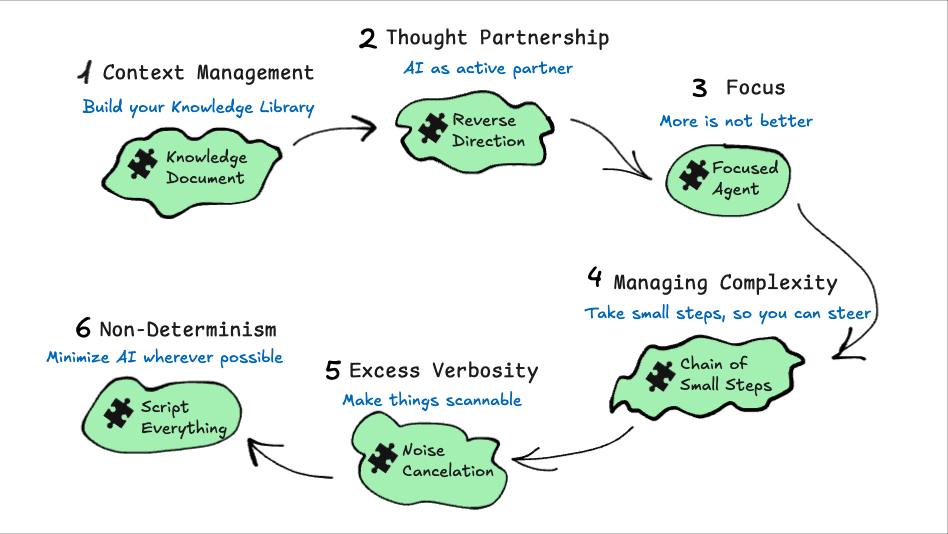 1 Context Management
Build your Knowledge Library
Knowledge
Document
2 Thought Partnership
AI as active partner
Reverse
Direction
3 Focus
More is not better
Focused
Agent
4 Managing Complexity
Take small steps, so you can steer
Chain of
Small Steps
5 Excess Verbosity
Make things scannable
Noise
Cancelation
6 Non-Determinism
Minimize AI wherever possible
Script
Everything